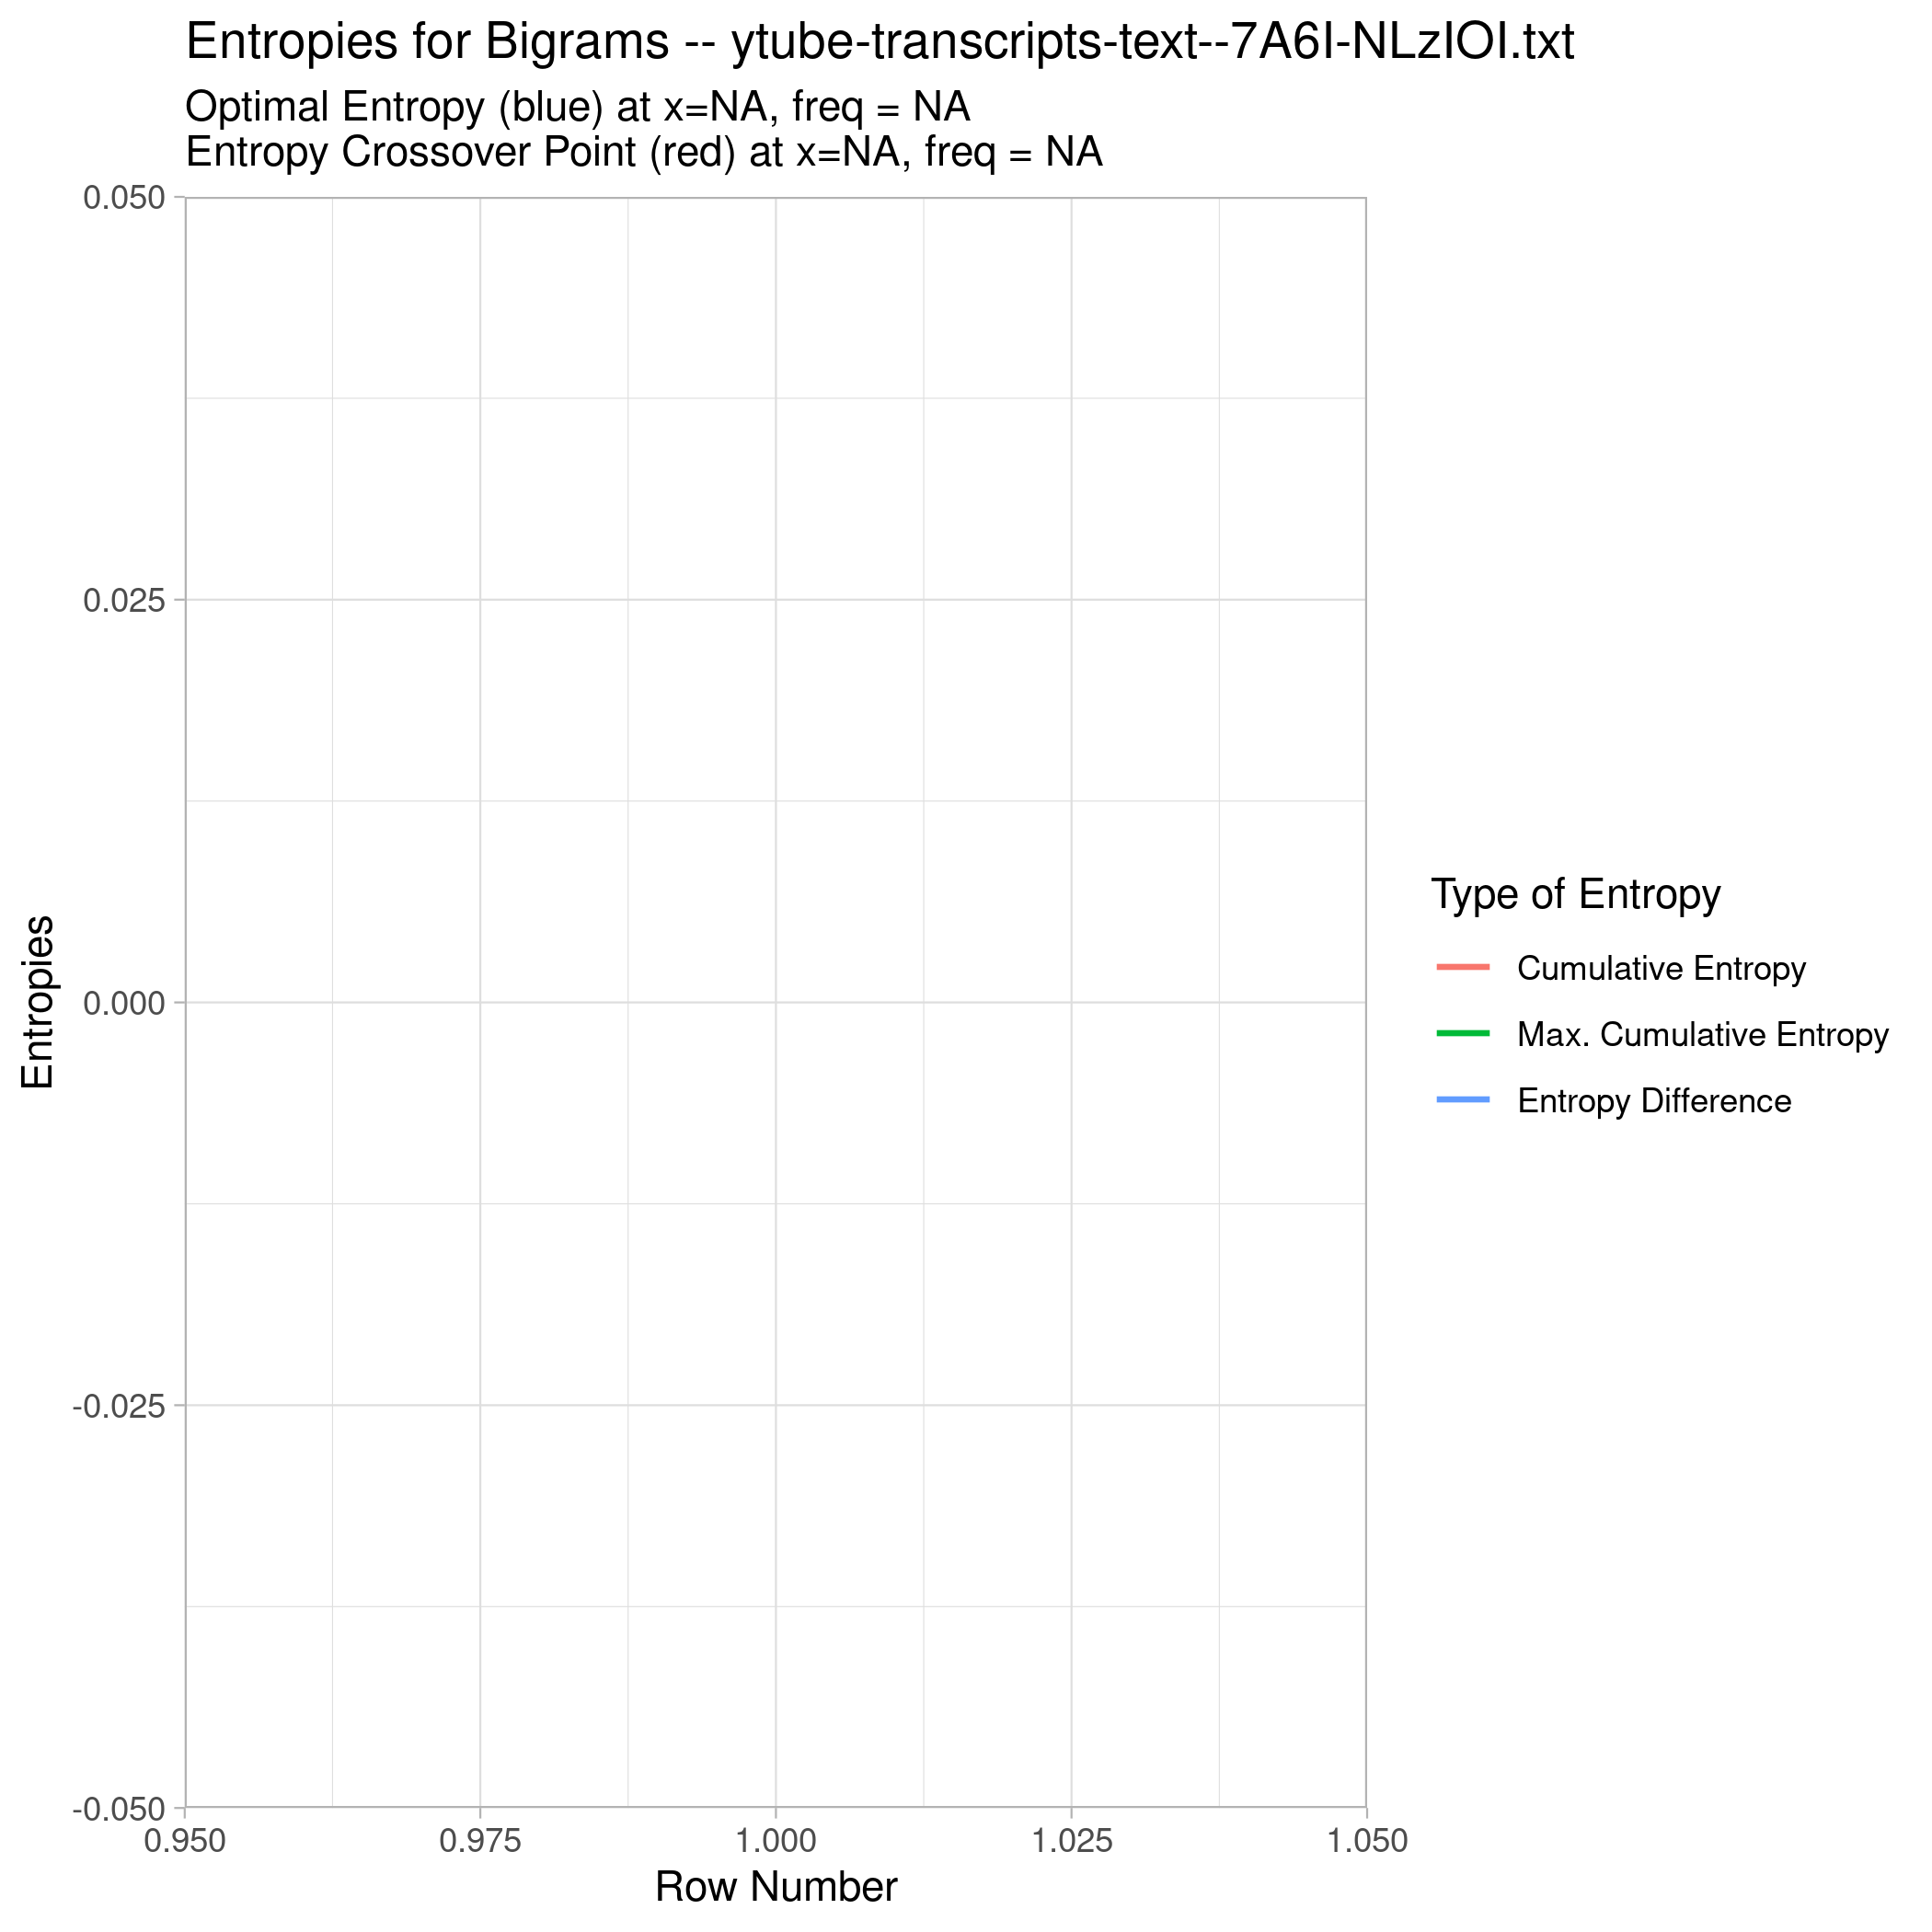 Entropies for Bigrams -- ytube-transcripts-text--7A6I-NLzIOI.txt
Optimal Entropy (blue) at x=NA, freq = NA
Entropy Crossover Point (red) at x=NA, freq = NA
0.050
0.025
0.000
-0.025
-0.050
Entropies
0.950 0.975 1.000 1.025 1.050
Row Number
Type of Entropy
Cumulative Entropy
Max. Cumulative Entropy
Entropy Difference